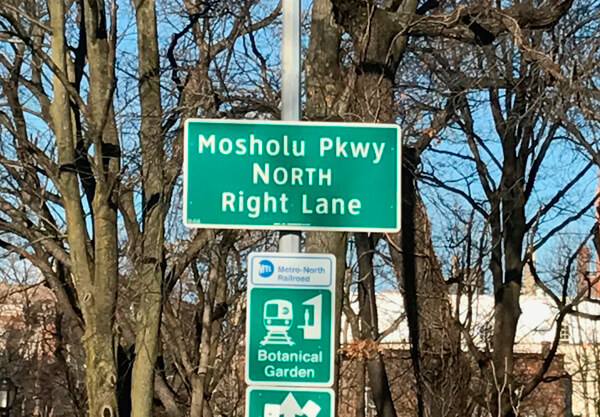 Mosholu Pkwy
NORTH
Right Lane
MTA Metro-North
Railroad
Botanical
Garden